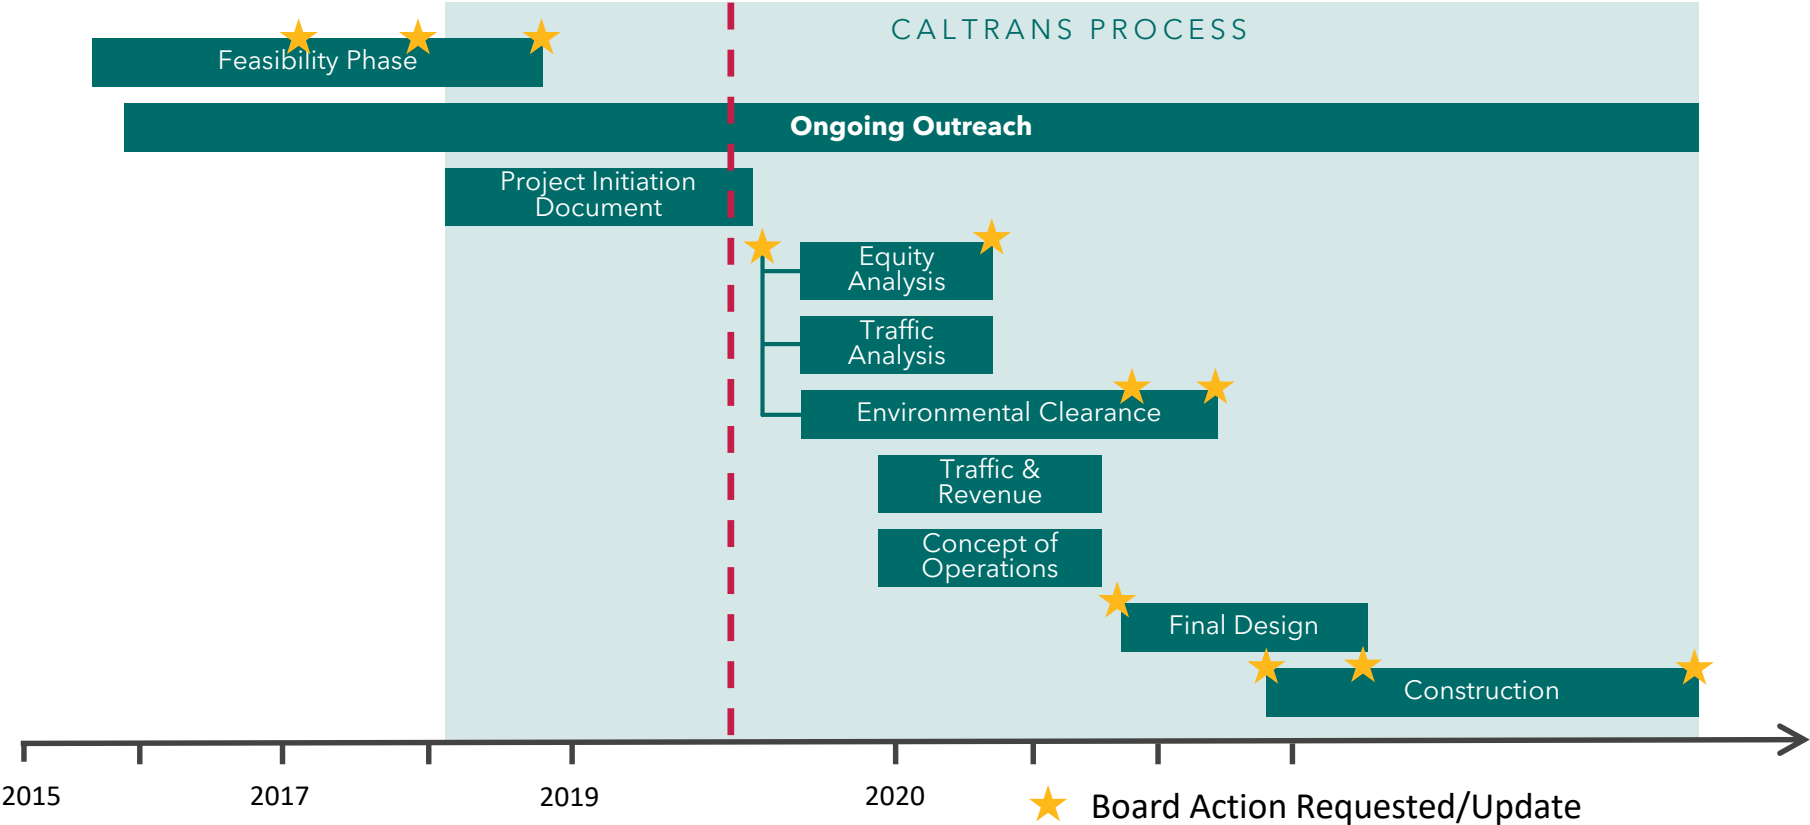 CALTRANS PROCESS
Feasibility Phase
Ongoing Outreach
Project Initiation
Document
Equity
Analysis
Traffic
Analysis
Environmental Clearance
Traffic &
Revenue
Concept of
Operations
Final Design
Construction
2015
2017
2019
2020
Board Action Requested/Update